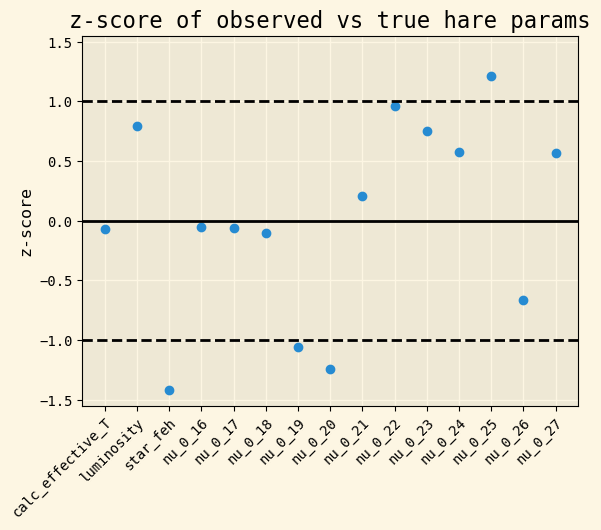 z-score of observed vs true hare params
z-score
1.5
1.0
0.5
0.0
−0.5
−1.0
−1.5
calc_effective_T
luminosity
star_feh
nu_0_16
nu_0_17
nu_0_18
nu_0_19
nu_0_20
nu_0_21
nu_0_22
nu_0_23
nu_0_24
nu_0_25
nu_0_26
nu_0_27